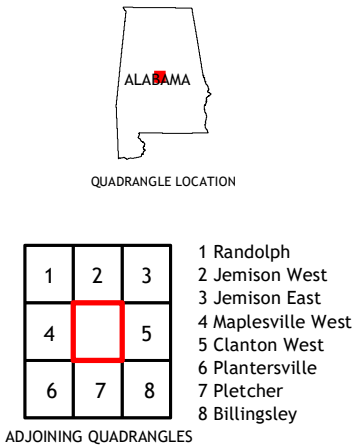 ALABAMA
QUADRANGLE LOCATION
1 2 3
4 5
6 7 8
1 Randolph
2 Jemison West
3 Jemison East
4 Maplesville West
5 Clanton West
6 Plantersville
7 Pletcher
8 Billingsley
ADJOINING QUADRANGLES